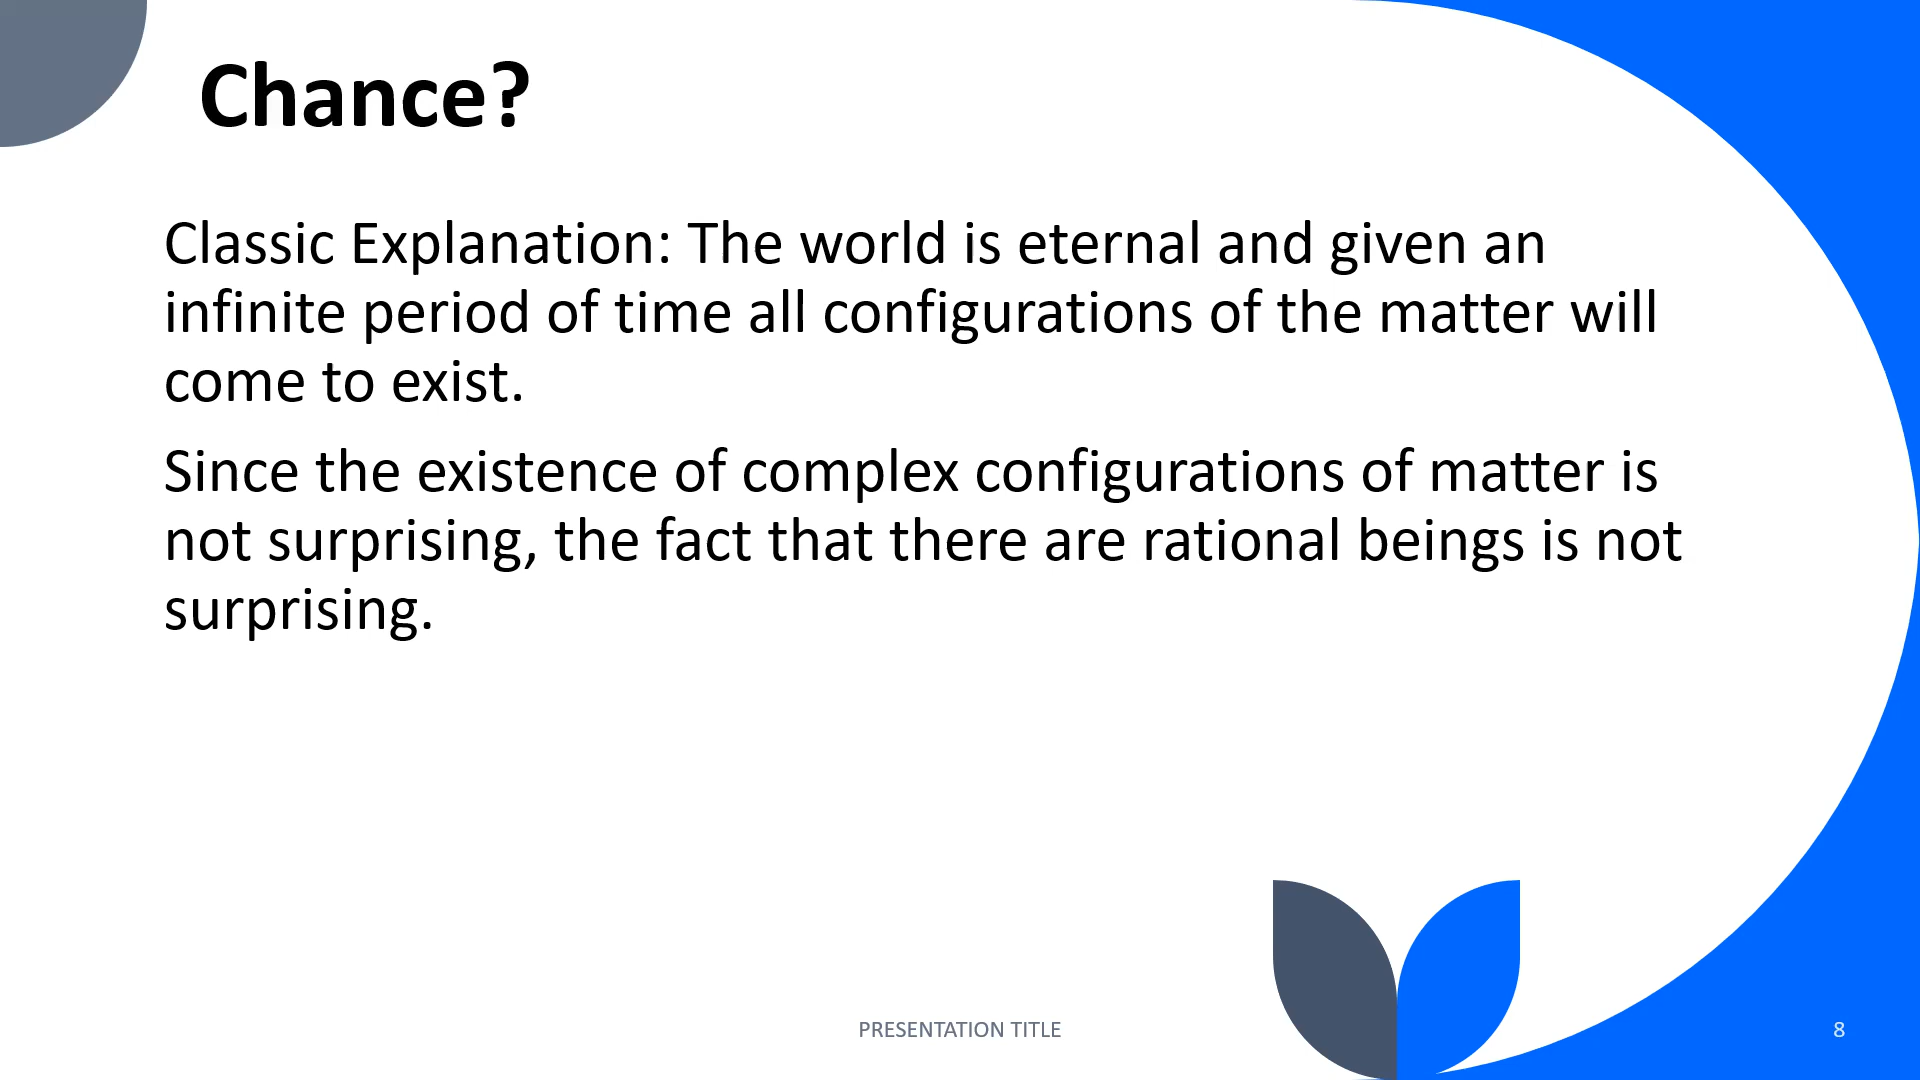 Chance?
Classic Explanation: The world is eternal and given an
infinite period of time all configurations of the matter will
come to exist.
Since the existence of complex configurations of matter is
not surprising, the fact that there are rational beings is not
surprising.
PRESENTATION TITLE
8